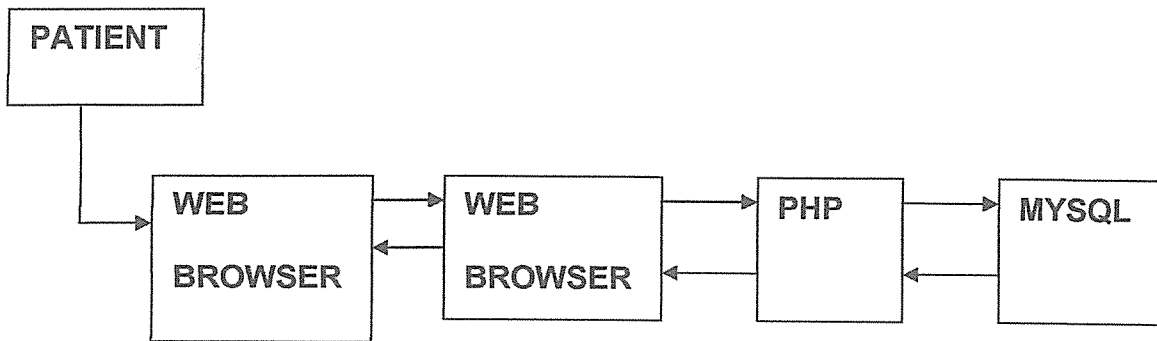 PATIENT
WEB
BROWSER
WEB
BROWSER
PHP
MYSQL